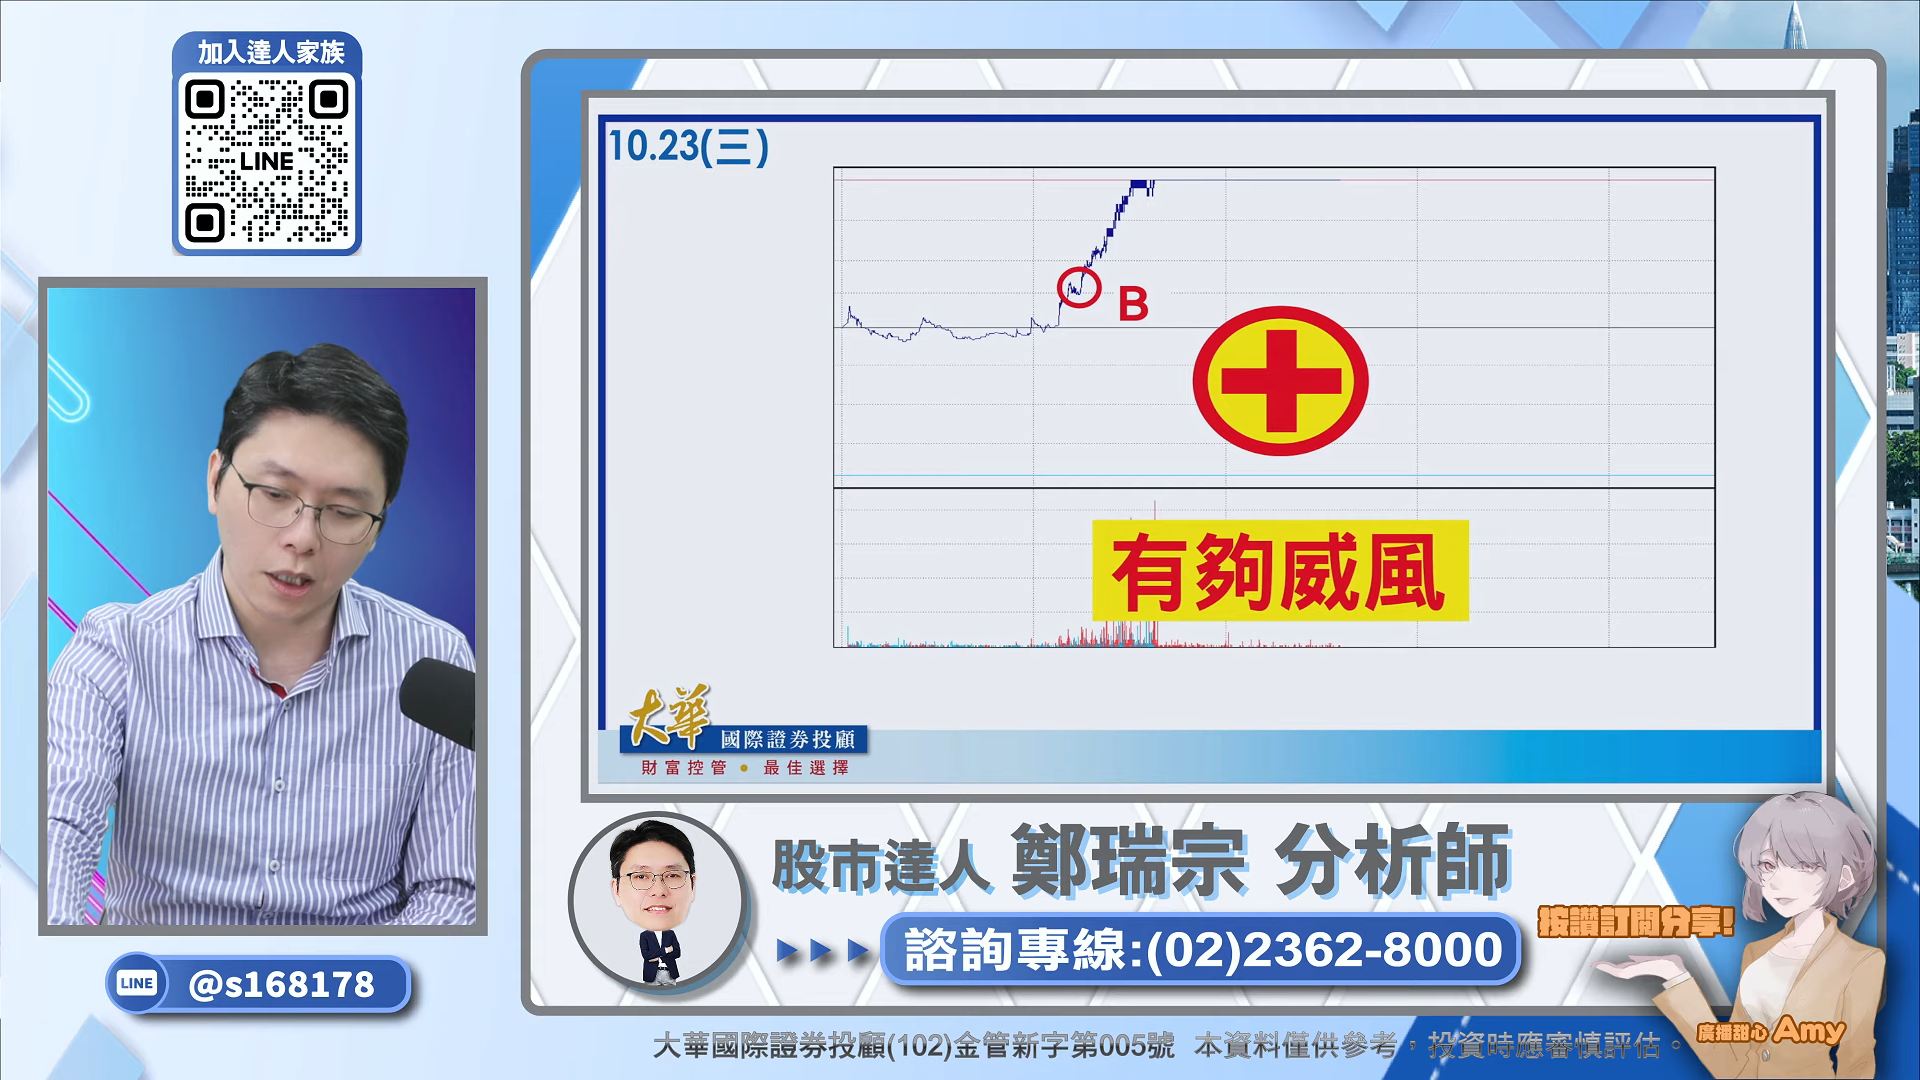 加入達人家族
LINE
10.23(三)
B
有夠威風
大華
國際證券投顧
財富控管 ● 最佳選擇
LINE @s168178
股市達人 鄭瑞宗 分析師
諮詢專線:(02)2362-8000
按讚訂閱分享!
廣播甜心 Amy
大華國際證券投顧(102)金管新字第005號 本資料僅供參考，投資時應審慎評估。